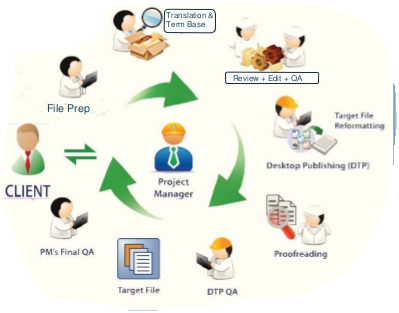 Translation &
Term Base
Review + Edit + QA
File Prep
Target File
Reformatting
Desktop Publishing (DTP)
CLIENT
Project
Manager
PM's Final QA
Proofreading
Target File
DTP QA